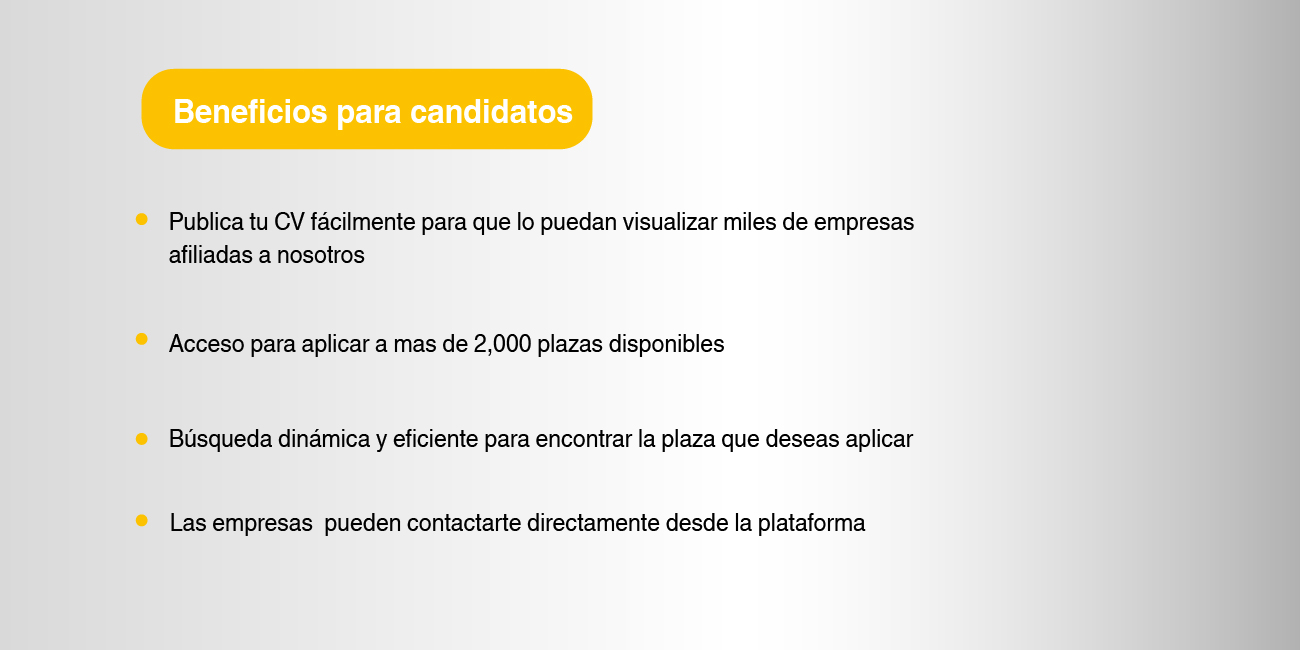 Beneficios para candidatos
Publica tu CV fácilmente para que lo puedan visualizar miles de empresas
afiliadas a nosotros
Acceso para aplicar a mas de 2,000 plazas disponibles
Búsqueda dinámica y eficiente para encontrar la plaza que deseas aplicar
Las empresas  pueden contactarte directamente desde la plataforma